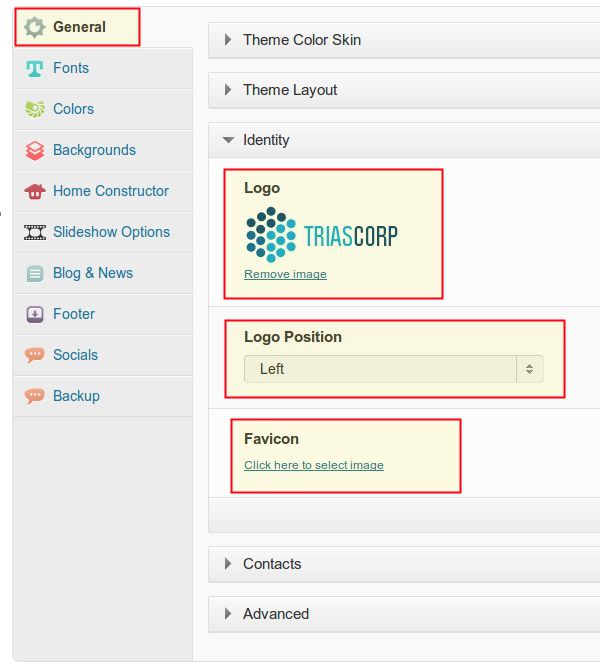 General
Fonts
Colors
Backgrounds
Home Constructor
Slideshow Options
Blog & News
Footer
Socials
Backup
Theme Color Skin
Theme Layout
Identity
Logo
TRIASCORP
Remove image
Logo Position
Left
Favicon
Click here to select image
Contacts
Advanced